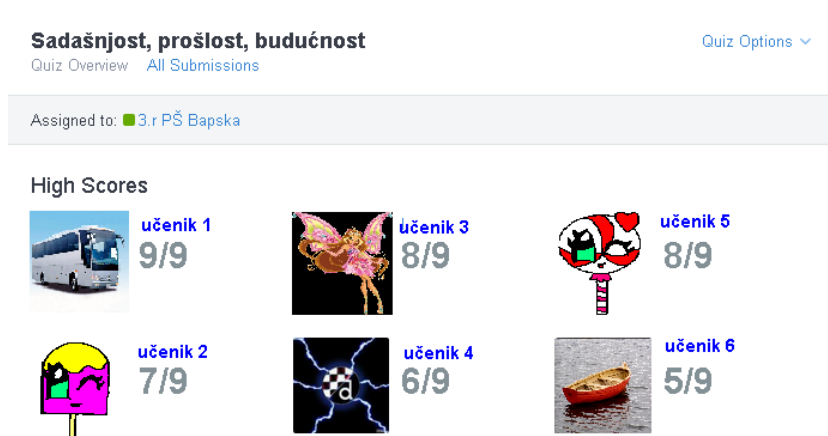 Sadašnjost, prošlost, budućnost
Quiz Options
Quiz Overview All Submissions
Assigned to: 3.r PŠ Bapska
High Scores
učenik 1
9/9
učenik 3
8/9
učenik 5
8/9
učenik 2
7/9
učenik 4
6/9
učenik 6
5/9